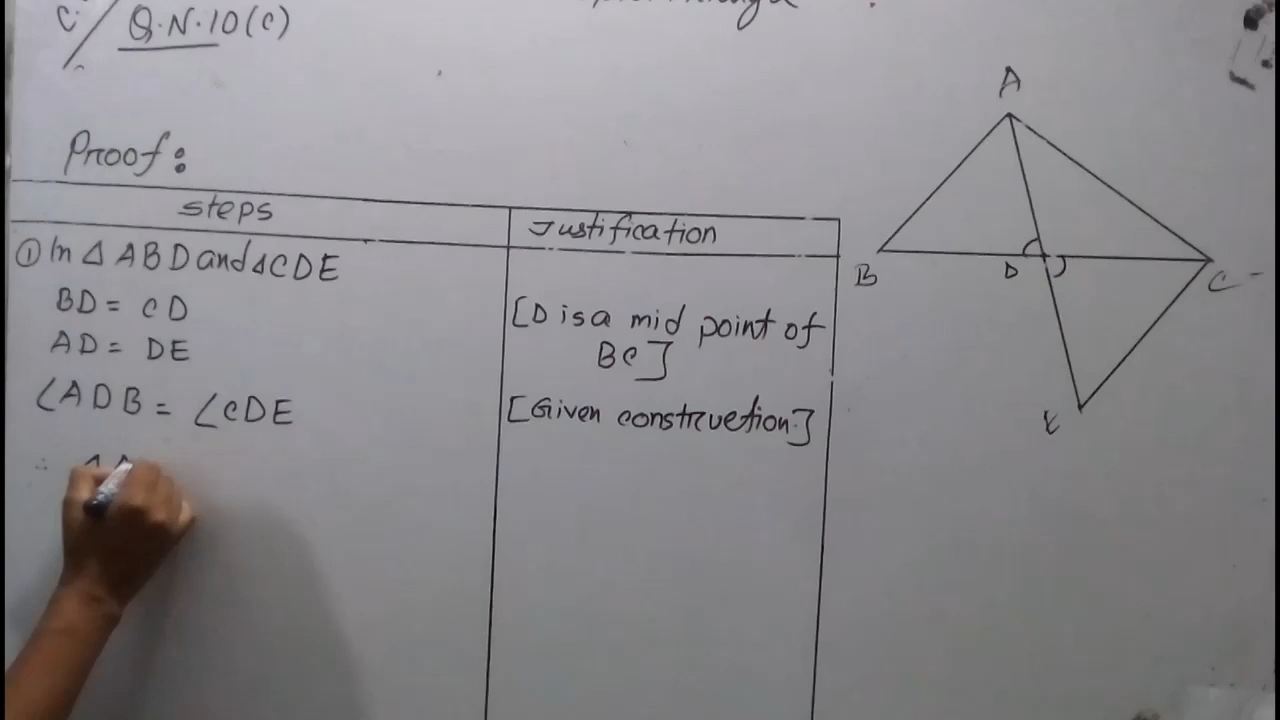 C. Q.N.10(C)
Proof:
steps
Justification
① In △ABD and △CDE
BD = CD
[D is a mid point of
BC]
AD = DE
∠ADB = ∠CDE
[Given construction.]
∴ △A
A
B
D
C
E